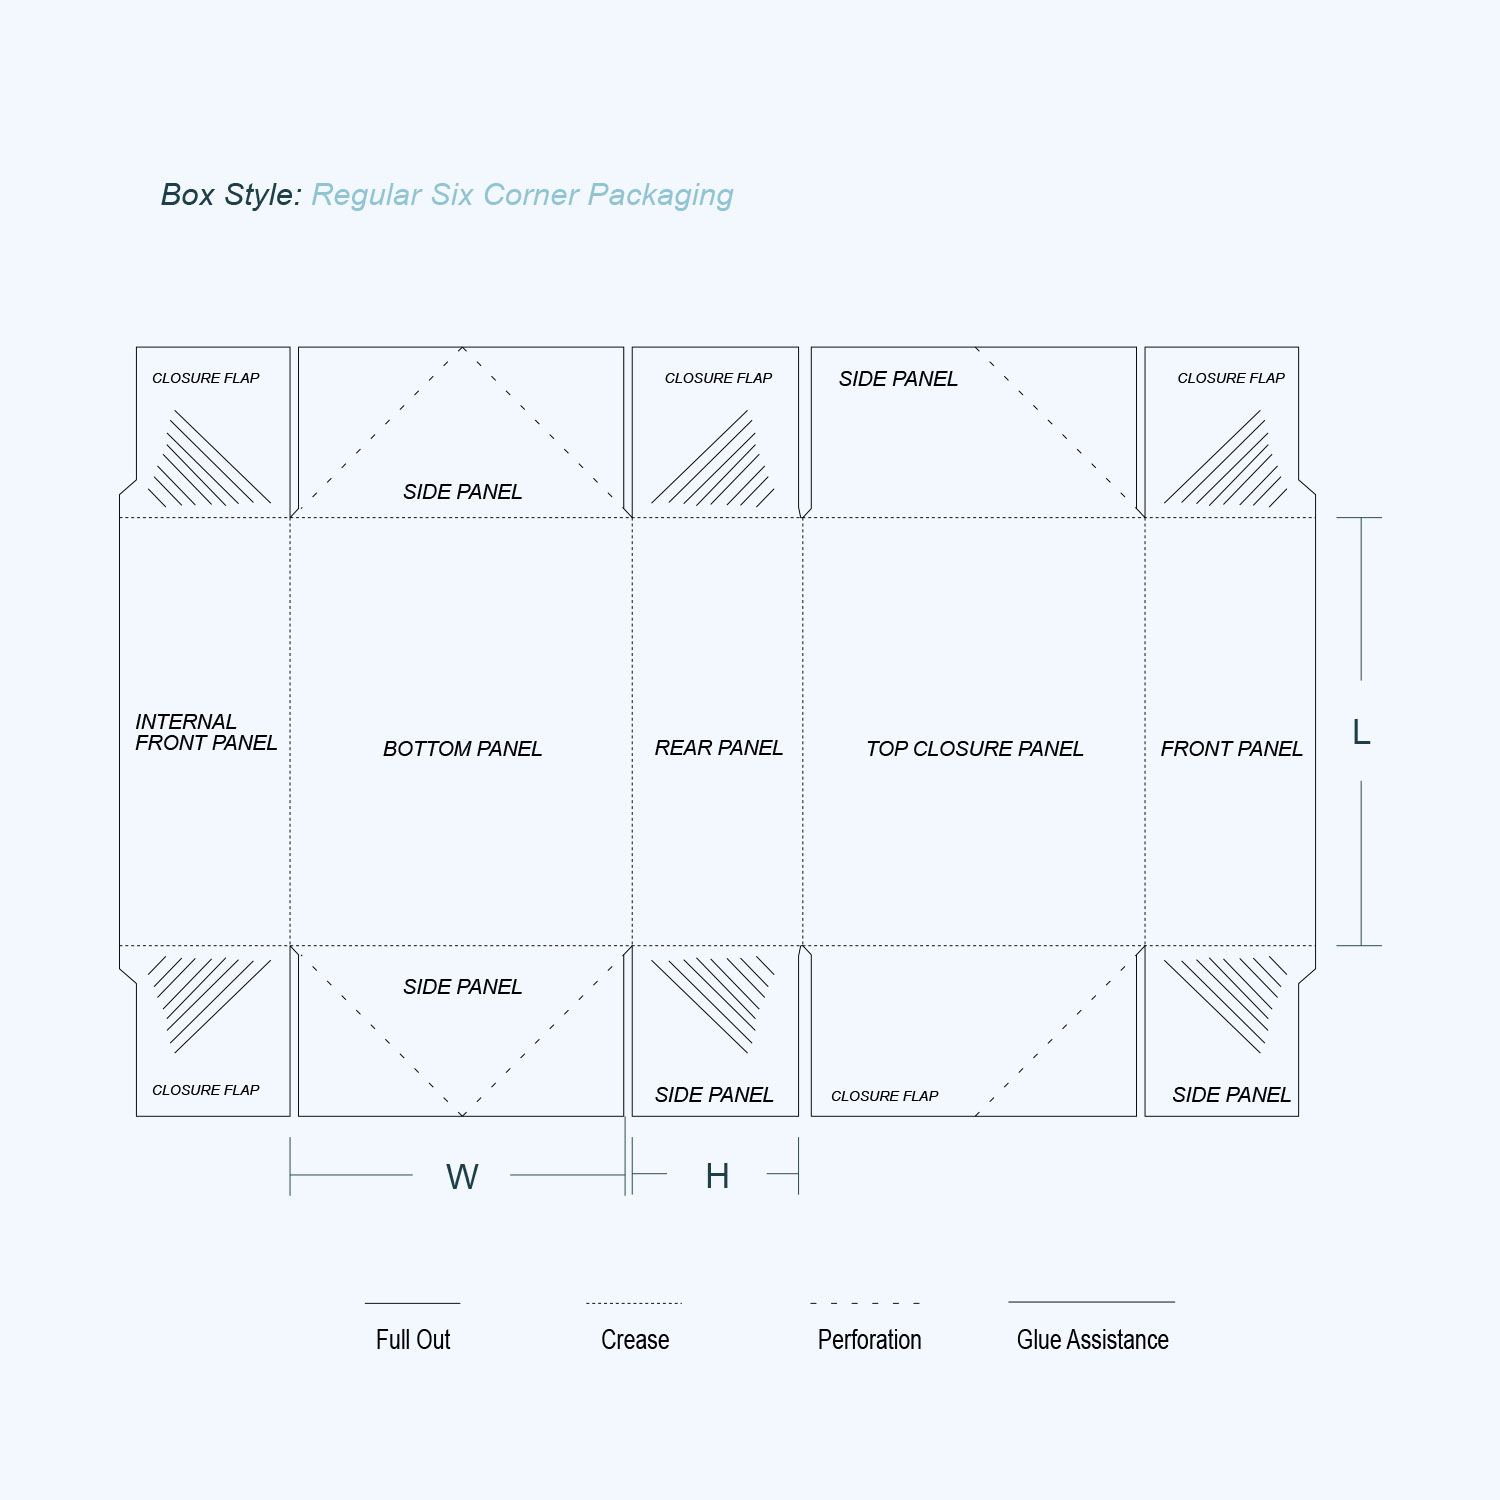 Box Style: Regular Six Corner Packaging
CLOSURE FLAP
CLOSURE FLAP
SIDE PANEL
CLOSURE FLAP
SIDE PANEL
INTERNAL
FRONT PANEL
BOTTOM PANEL
REAR PANEL
TOP CLOSURE PANEL
FRONT PANEL
L
SIDE PANEL
CLOSURE FLAP
SIDE PANEL
CLOSURE FLAP
SIDE PANEL
W
H
Full Out
Crease
Perforation
Glue Assistance